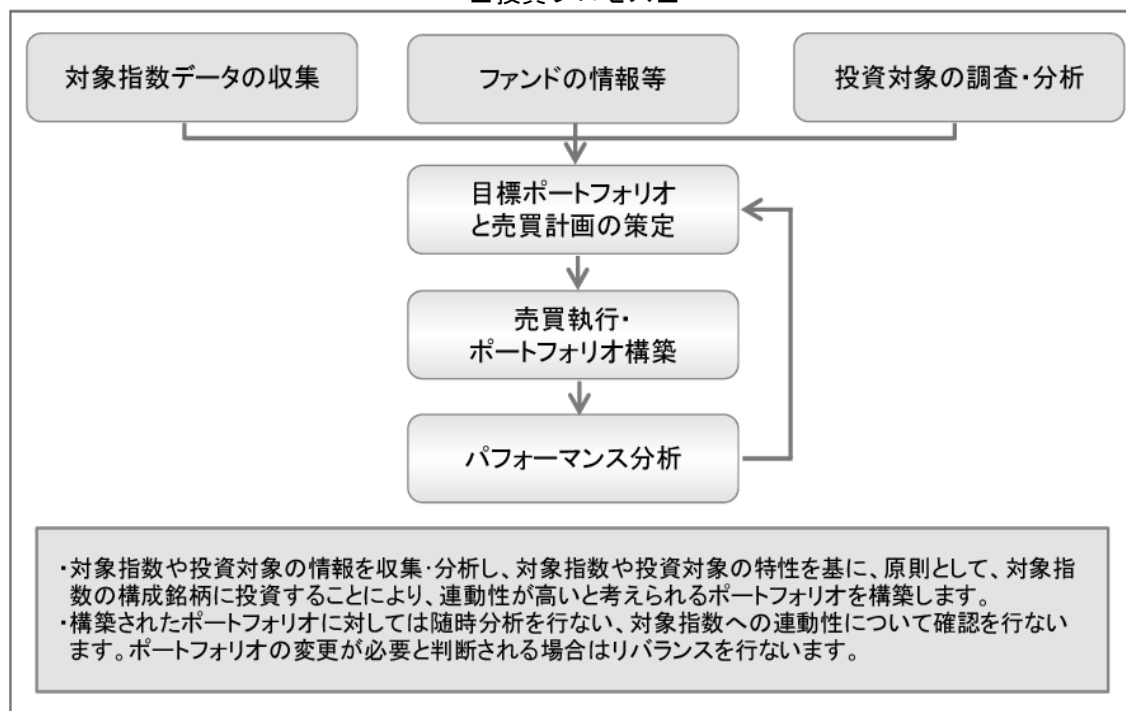 対象指数データの収集
ファンドの情報等
投資対象の調査・分析
目標ポートフォリオ
と売買計画の策定
売買執行・
ポートフォリオ構築
パフォーマンス分析
・対象指数や投資対象の情報を収集・分析し、対象指数や投資対象の特性を基に、原則として、対象指
数の構成銘柄に投資することにより、連動性が高いと考えられるポートフォリオを構築します。
・構築されたポートフォリオに対しては随時分析を行ない、対象指数への連動性について確認を行ない
ます。ポートフォリオの変更が必要と判断される場合はリバランスを行ないます。